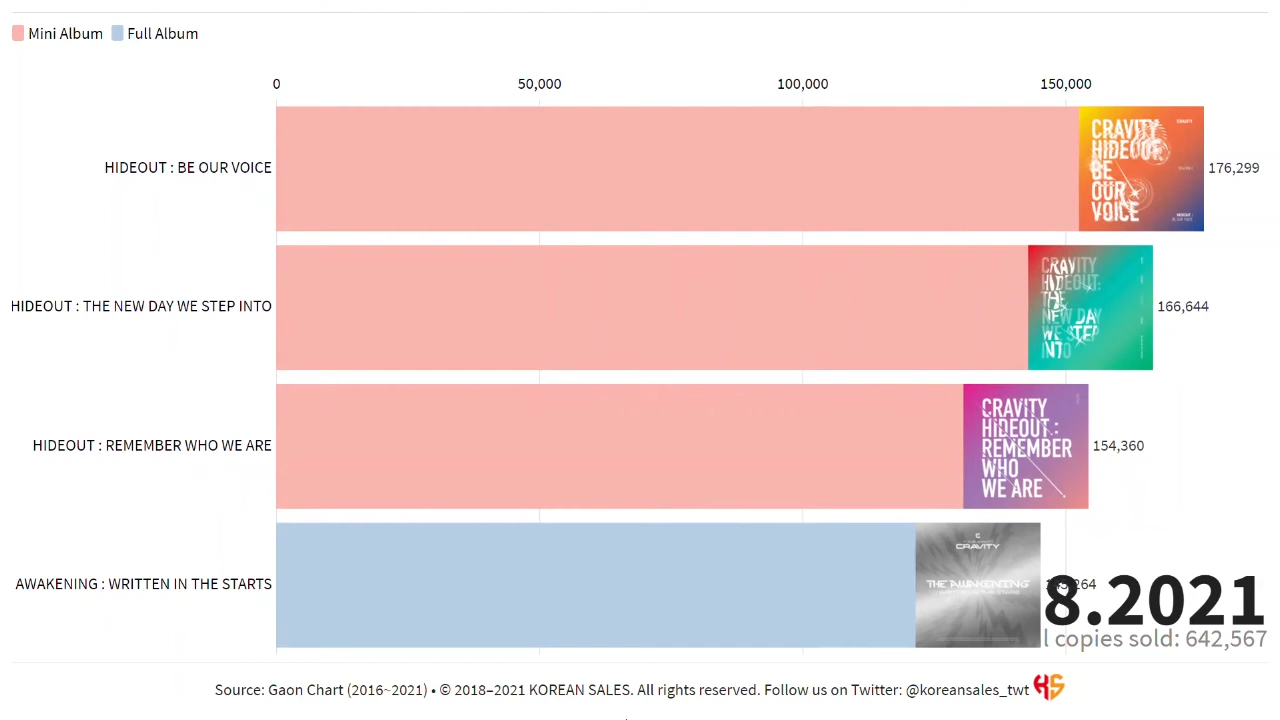 Mini Album Full Album
0 50,000 100,000 150,000
HIDEOUT : BE OUR VOICE
CRAVITY
HIDEOUT
BE
OUR
VOICE
CRAVITY
176,299
HIDEOUT : THE NEW DAY WE STEP INTO
CRAVITY
HIDEOUT:
THE
NEW DAY
WE STEP
INTO
166,644
HIDEOUT : REMEMBER WHO WE ARE
CRAVITY
HIDEOUT :
REMEMBER
WHO
WE ARE
154,360
AWAKENING : WRITTEN IN THE STARTS
CRAVITY
THE AWAKENING
8.2021
l copies sold: 642,567
Source: Gaon Chart (2016~2021) • © 2018–2021 KOREAN SALES. All rights reserved. Follow us on Twitter: @koreansales_twt KS